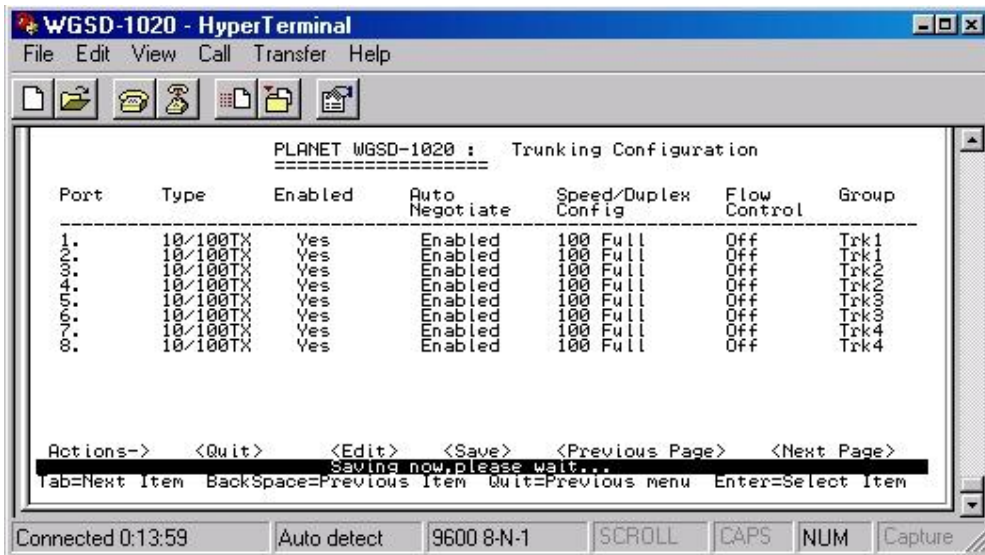 WGSD-1020 - HyperTerminal
File Edit View Call Transfer Help
PLANET WGSD-1020 : Trunking Configuration
===================
Port Type Enabled Auto Negotiate Speed/Duplex Config Flow Control Group
1. 10/100TX Yes Enabled 100 Full Off Trk1
2. 10/100TX Yes Enabled 100 Full Off Trk1
3. 10/100TX Yes Enabled 100 Full Off Trk2
4. 10/100TX Yes Enabled 100 Full Off Trk2
5. 10/100TX Yes Enabled 100 Full Off Trk3
6. 10/100TX Yes Enabled 100 Full Off Trk3
7. 10/100TX Yes Enabled 100 Full Off Trk4
8. 10/100TX Yes Enabled 100 Full Off Trk4
Actions-> <Quit> <Edit> <Save> <Previous Page> <Next Page>
Saving now,please wait...
Tab=Next Item BackSpace=Previous Item Quit=Previous menu Enter=Select Item
Connected 0:13:59 Auto detect 9600 8-N-1 SCROLL CAPS NUM Capture